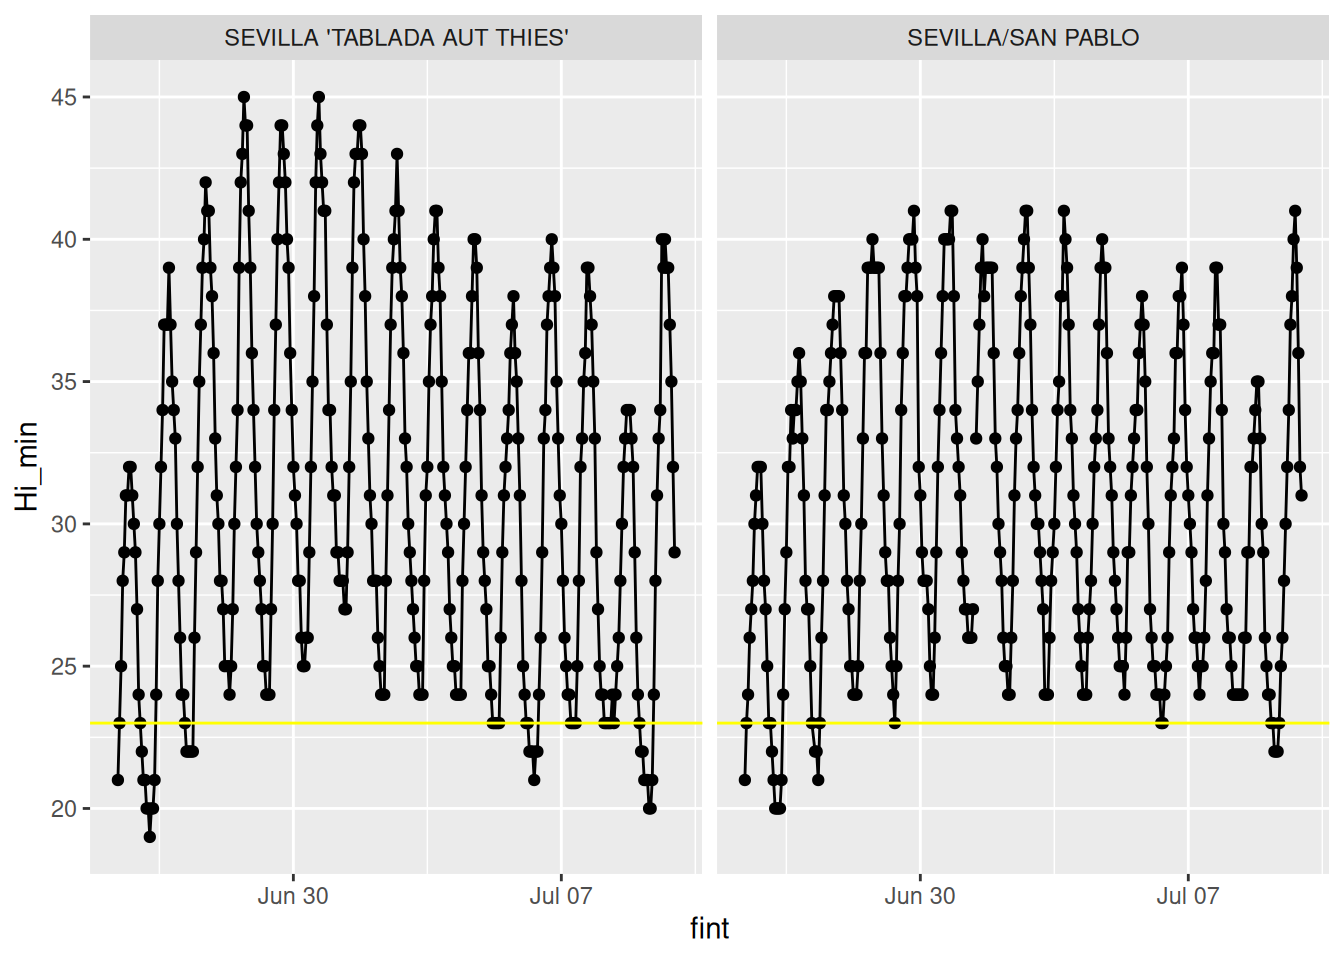 SEVILLA 'TABLADA AUT THIES'
SEVILLA/SAN PABLO
45
40
35
30
25
20
Hi_min
Jun 30
Jul 07
Jun 30
Jul 07
fint